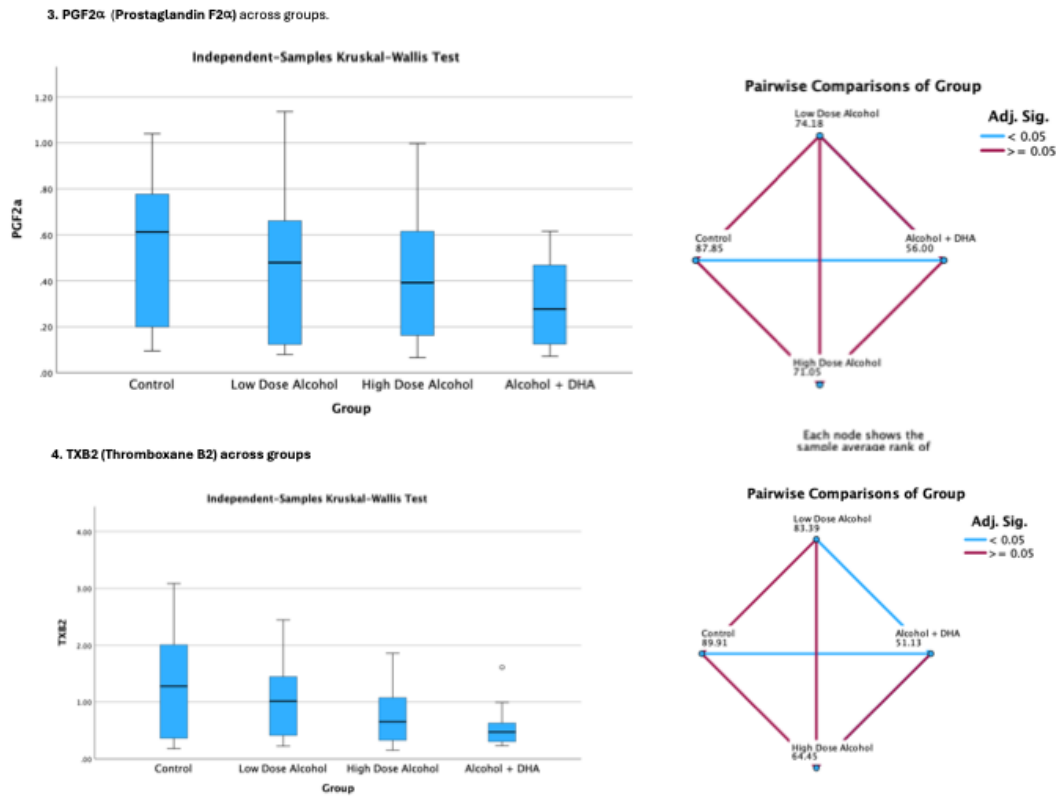 3. PGF2α (Prostaglandin F2α) across groups.
Independent-Samples Kruskal-Wallis Test
1.20
1.00
.80
.60
.40
.20
.00
PGF2a
Control
Low Dose Alcohol
High Dose Alcohol
Alcohol + DHA
Group
Pairwise Comparisons of Group
Low Dose Alcohol
74.18
Adj. Sig.
< 0.05
>= 0.05
Control
87.85
Alcohol + DHA
56.00
High Dose Alcohol
71.05
Each node shows the
sample average rank of
4. TXB2 (Thromboxane B2) across groups
Independent-Samples Kruskal-Wallis Test
4.00
3.00
2.00
1.00
.00
TXB2
Control
Low Dose Alcohol
High Dose Alcohol
Alcohol + DHA
Group
Pairwise Comparisons of Group
Low Dose Alcohol
83.39
Adj. Sig.
< 0.05
>= 0.05
Control
89.91
Alcohol + DHA
51.13
High Dose Alcohol
64.45